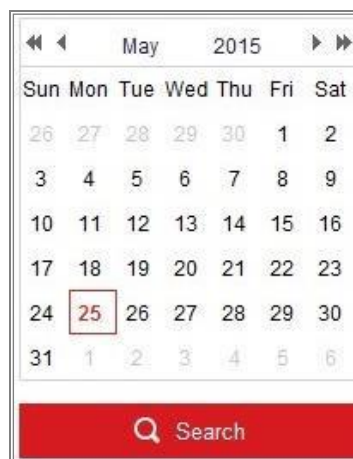 May 2015
Sun Mon Tue Wed Thu Fri Sat
26 27 28 29 30 1 2
3 4 5 6 7 8 9
10 11 12 13 14 15 16
17 18 19 20 21 22 23
24 25 26 27 28 29 30
31 1 2 3 4 5 6
Search